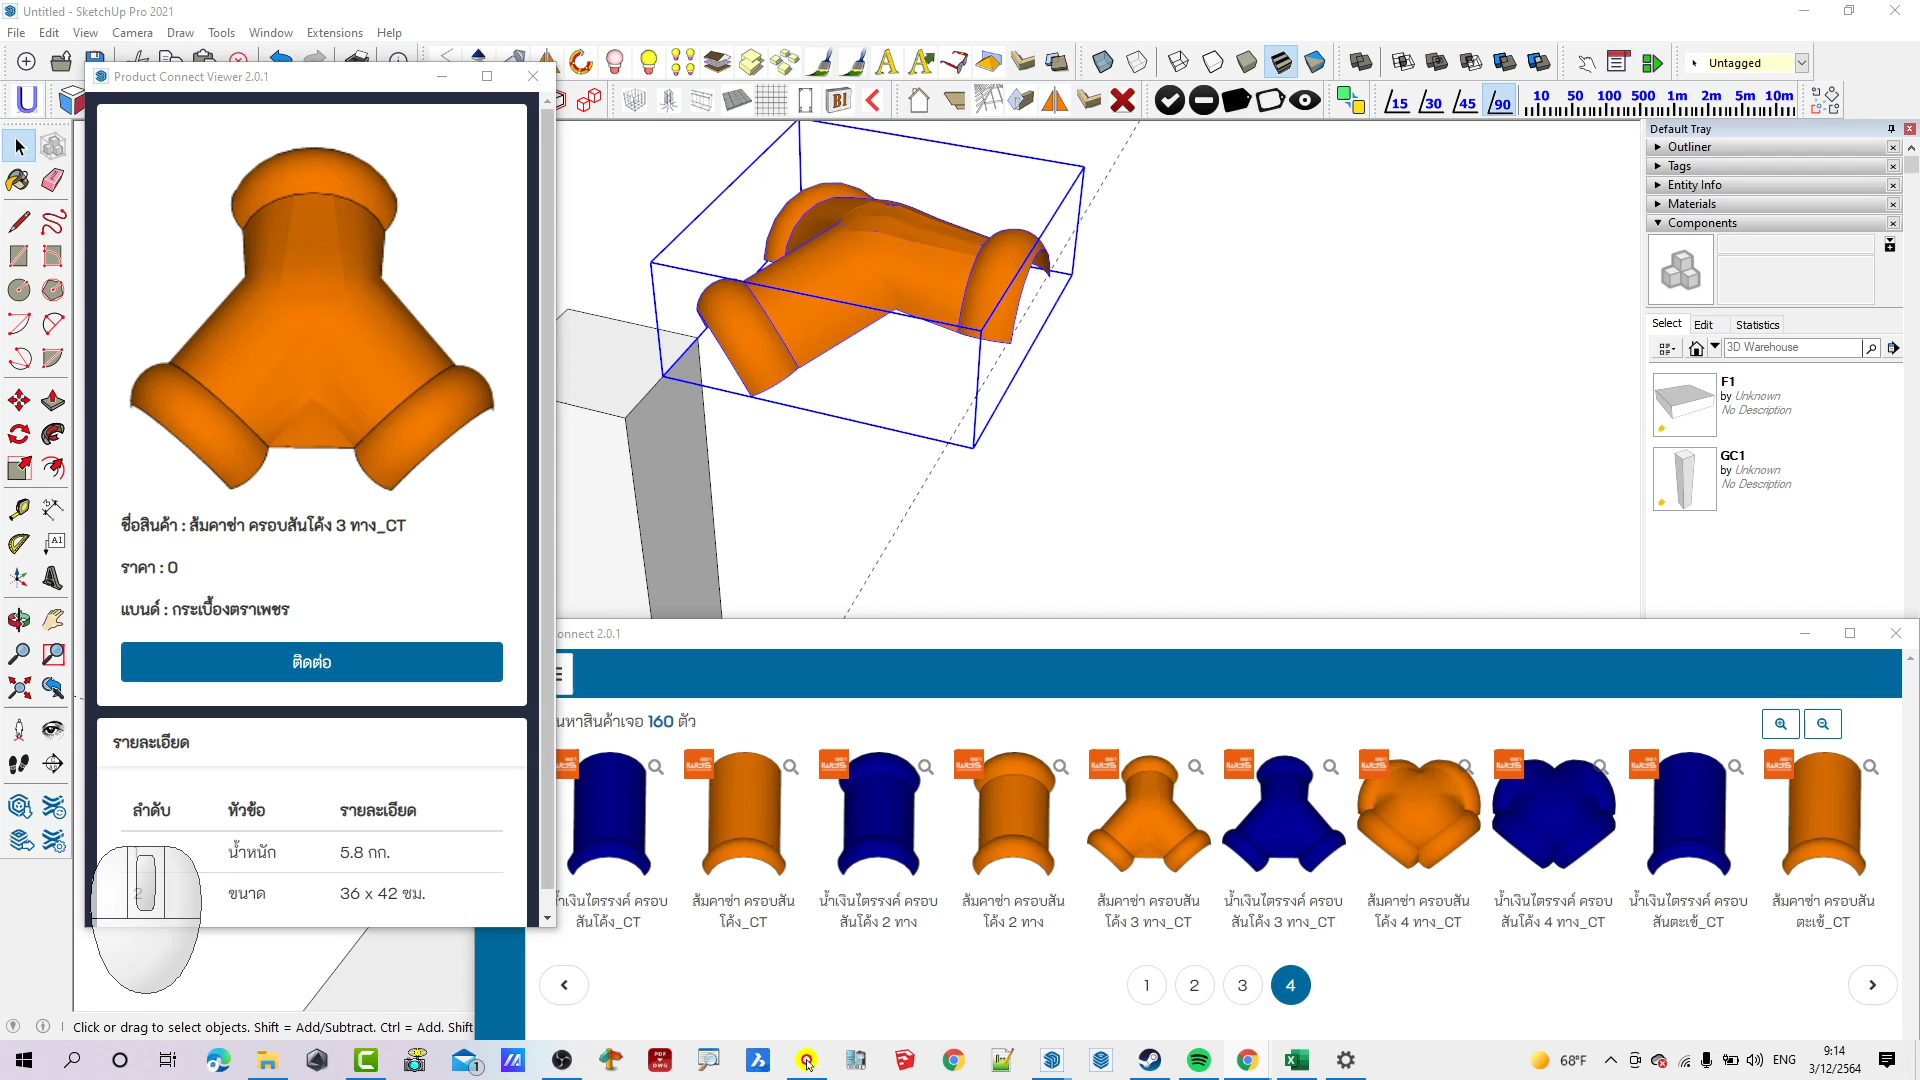 Untitled - SketchUp Pro 2021
File Edit View Camera Draw Tools Window Extensions Help
Untagged
Product Connect Viewer 2.0.1
BI
15 30 45 90
10 50 100 500 1m 2m 5m 10m
Default Tray
Outliner
Tags
Entity Info
Materials
Components
Select Edit Statistics
3D Warehouse
F1
by Unknown
No Description
GC1
by Unknown
No Description
A1
ชื่อสินค้า : ส้มคาซ่า ครอบสันโค้ง 3 ทาง_CT
ราคา : 0
แบนด์ : กระเบื้องตราเพชร
ติดต่อ
รายละเอียด
ลำดับ หัวข้อ รายละเอียด
น้ำหนัก 5.8 กก.
2 ขนาด 36 x 42 ซม.
onnect 2.0.1
นหาสินค้าเจอ 160 ตัว
น้ำเงินไตรรงค์ ครอบ
สันโค้ง_CT
ส้มคาซ่า ครอบสัน
โค้ง_CT
น้ำเงินไตรรงค์ ครอบ
สันโค้ง 2 ทาง
ส้มคาซ่า ครอบสัน
โค้ง 2 ทาง
ส้มคาซ่า ครอบสัน
โค้ง 3 ทาง_CT
น้ำเงินไตรรงค์ ครอบ
สันโค้ง 3 ทาง_CT
ส้มคาซ่า ครอบสัน
โค้ง 4 ทาง_CT
น้ำเงินไตรรงค์ ครอบ
สันโค้ง 4 ทาง_CT
น้ำเงินไตรรงค์ ครอบ
สันตะเข้_CT
ส้มคาซ่า ครอบสัน
ตะเข้_CT
1 2 3 4
Click or drag to select objects. Shift = Add/Subtract. Ctrl = Add. Shift
1
PDF
DWG
68°F
ENG
9:14
3/12/2564